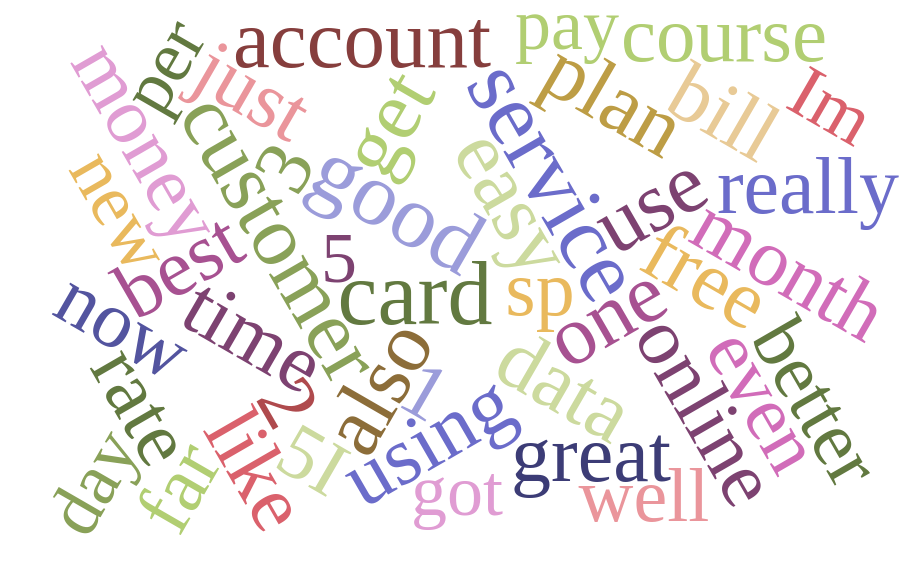 account
pay
course
per
just
money
customer
get
service
plan
bill
Im
3
good
easy
use
really
new
best
5
card
sp
one
free
month
now
time
also
1
data
online
even
better
rate
2
like
5I
using
great
day
far
got
well